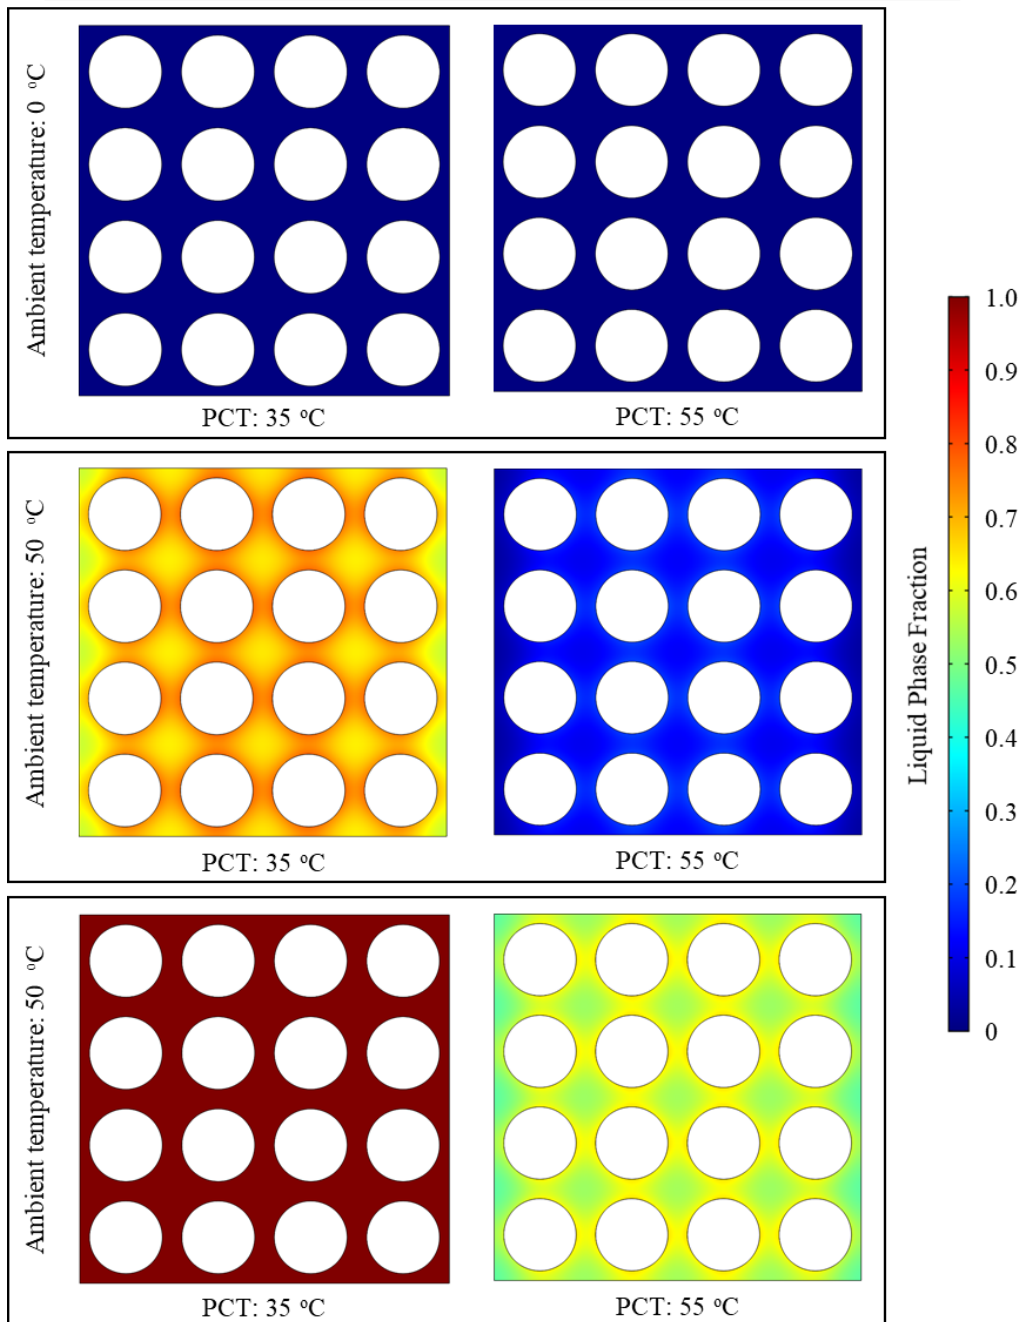 Ambient temperature: 0 °C
PCT: 35 °C
PCT: 55 °C
Ambient temperature: 50 °C
PCT: 35 °C
PCT: 55 °C
Ambient temperature: 50 °C
PCT: 35 °C
PCT: 55 °C
Liquid Phase Fraction
1.0
0.9
0.8
0.7
0.6
0.5
0.4
0.3
0.2
0.1
0